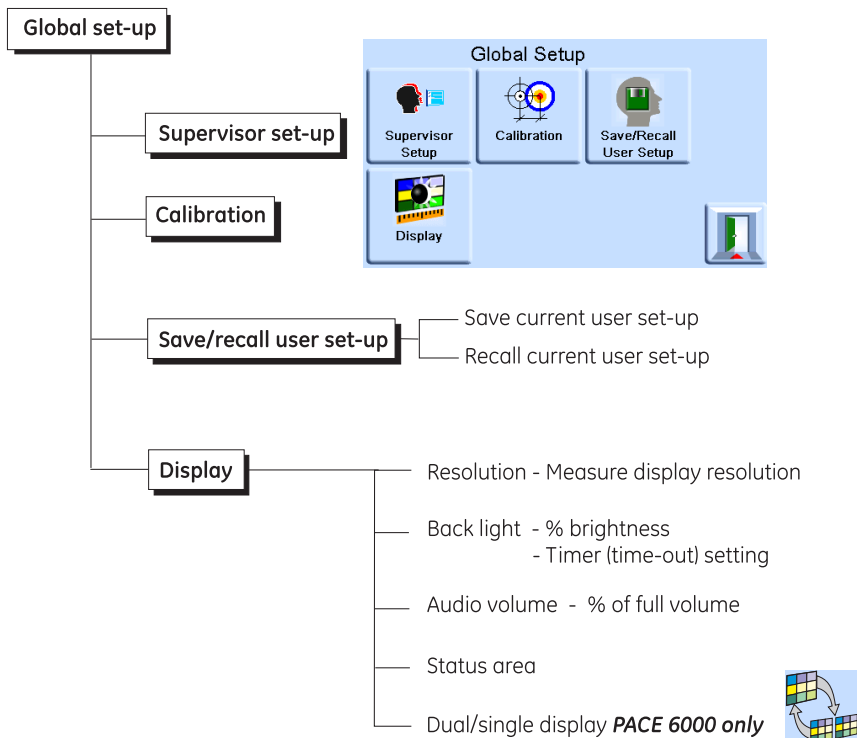 Global set-up
Global Setup
Supervisor
Setup
Calibration
Save/Recall
User Setup
Display
Supervisor set-up
Calibration
Save/recall user set-up
Save current user set-up
Recall current user set-up
Display
Resolution - Measure display resolution
Back light - % brightness
- Timer (time-out) setting
Audio volume - % of full volume
Status area
Dual/single display PACE 6000 only